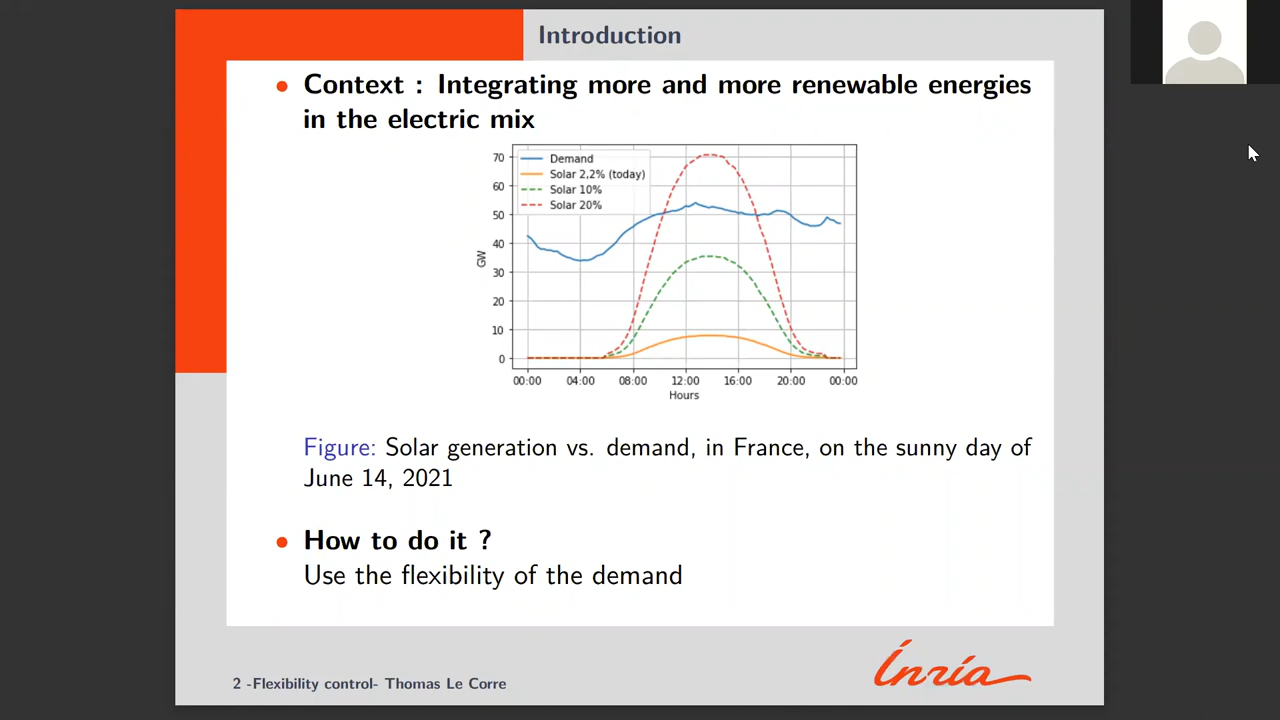 Introduction
Context : Integrating more and more renewable energies
in the electric mix
Demand
Solar 2,2% (today)
Solar 10%
Solar 20%
70
60
50
40
30
20
10
0
GW
00:00 04:00 08:00 12:00 16:00 20:00 00:00
Hours
Figure: Solar generation vs. demand, in France, on the sunny day of
June 14, 2021
How to do it ?
Use the flexibility of the demand
2 -Flexibility control- Thomas Le Corre
Inria